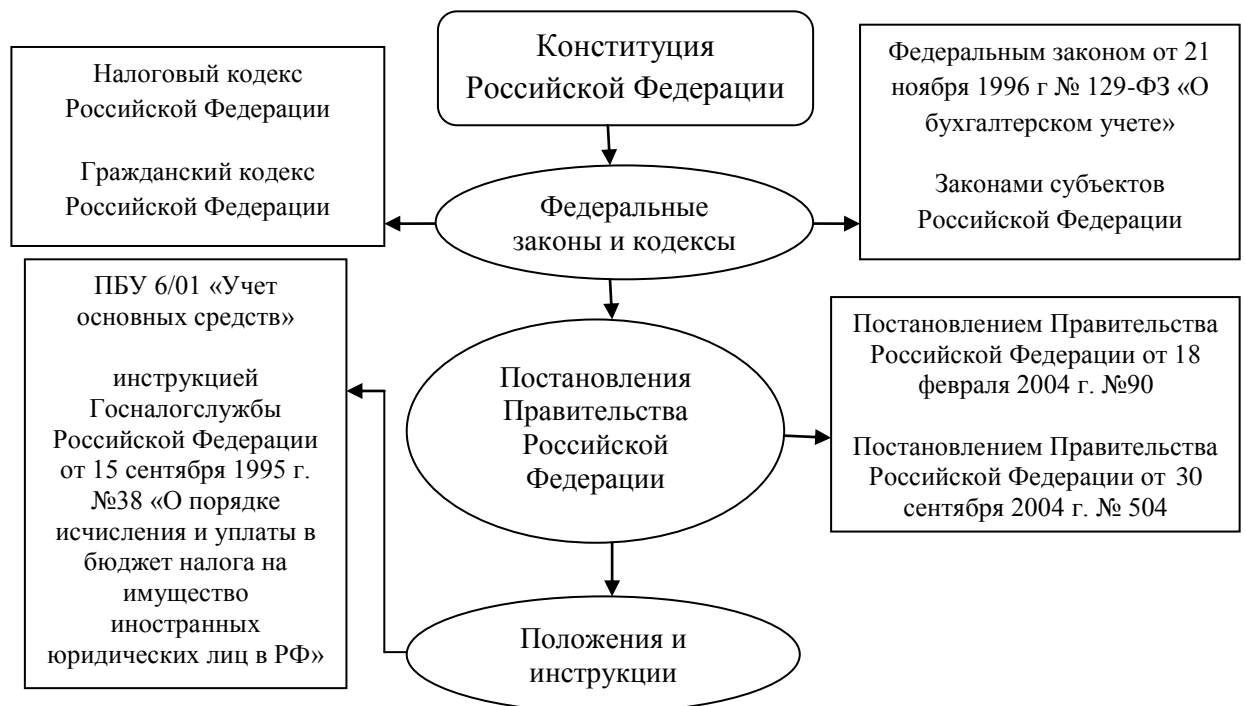 Конституция
Российской Федерации
Налоговый кодекс
Российской Федерации
Гражданский кодекс
Российской Федерации
Федеральным законом от 21
ноября 1996 г № 129-ФЗ «О
бухгалтерском учете»
Законами субъектов
Российской Федерации
Федеральные
законы и кодексы
ПБУ 6/01 «Учет
основных средств»
инструкцией
Госналогслужбы
Российской Федерации
от 15 сентября 1995 г.
№38 «О порядке
исчисления и уплаты в
бюджет налога на
имущество
иностранных
юридических лиц в РФ»
Постановления
Правительства
Российской
Федерации
Постановлением Правительства
Российской Федерации от 18
февраля 2004 г. №90
Постановлением Правительства
Российской Федерации от 30
сентября 2004 г. № 504
Положения и
инструкции